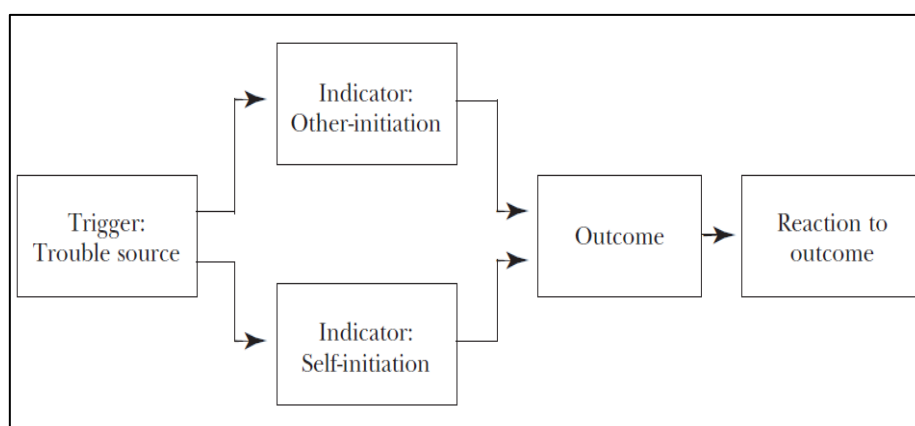 Trigger:
Trouble source
Indicator:
Other-initiation
Indicator:
Self-initiation
Outcome
Reaction to
outcome